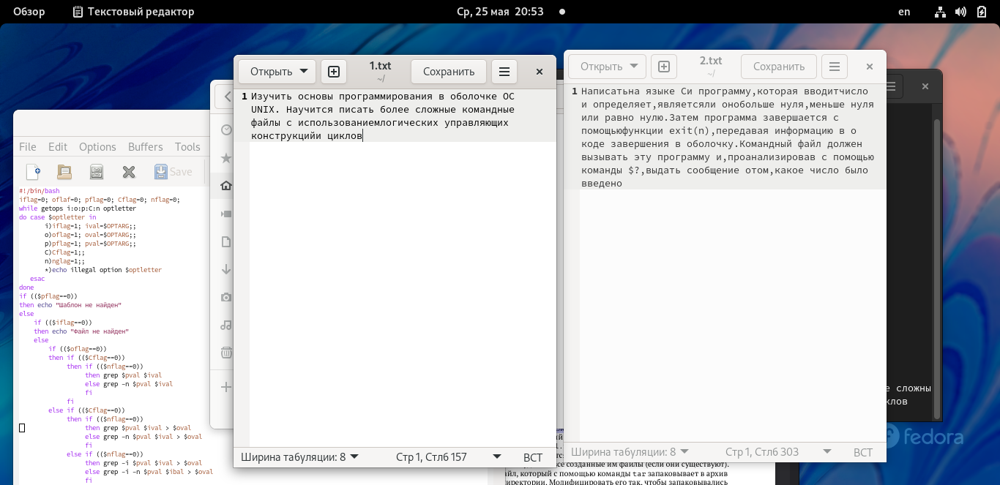 Обзор
Текстовый редактор
Ср, 25 мая 20:53
en
Открыть
1.txt
~/
Сохранить
1 Изучить основы программирования в оболочке ОС
UNIX. Научится писать более сложные командные
файлы с использованиемлогических управляющих
конструкцийи циклов
Ширина табуляции: 8
Стр 1, Стлб 157
ВСТ
Открыть
2.txt
~/
Сохранить
1 Написатьна языке Си программу,которая вводитчисло
и определяет,являетсяли онобольше нуля,меньше нуля
или равно нулю.Затем программа завершается с
помощьюфункции exit(n),передавая информацию в о
коде завершения в оболочку.Командный файл должен
вызывать эту программу и,проанализировав с помощью
команды $?,выдать сообщение отом,какое число было
введено
Ширина табуляции: 8
Стр 1, Стлб 303
ВСТ
File Edit Options Buffers Tools
Save
#!/bin/bash
iflag=0; oflaf=0; pflag=0; Cflag=0; nflag=0;
while getops i:o:p:C:n optletter
do case $optletter in
i)iflag=1; ival=$OPTARG;;
o)oflag=1; oval=$OPTARG;;
p)pflag=1; pval=$OPTARG;;
C)Cflag=1;;
n)nglag=1;;
*)echo illegal option $optletter
esac
done
if (($pflag==0))
then echo "Шаблон не найден"
else
if (($iflag==0))
then echo "Файл не найден"
else
if (($oflag==0))
then if (($Cflag==0))
then if (($nflag==0))
then grep $pval $ival
else grep -n $pval $ival
fi
fi
else if (($Cflag==0))
then if (($nflag==0))
then grep $pval $ival > $oval
else grep -n $pval $ival > $oval
fi
else if (($nflag==0))
then grep -i $pval $ival > $oval
else grep -i -n $pval $ibal > $oval
fi
е сложны
клов
fedora
се созданные им файлы (если они существуют).
йл, который с помощью команды tar запаковывает в архив
иректории. Модифицировать его так, чтобы запаковывались